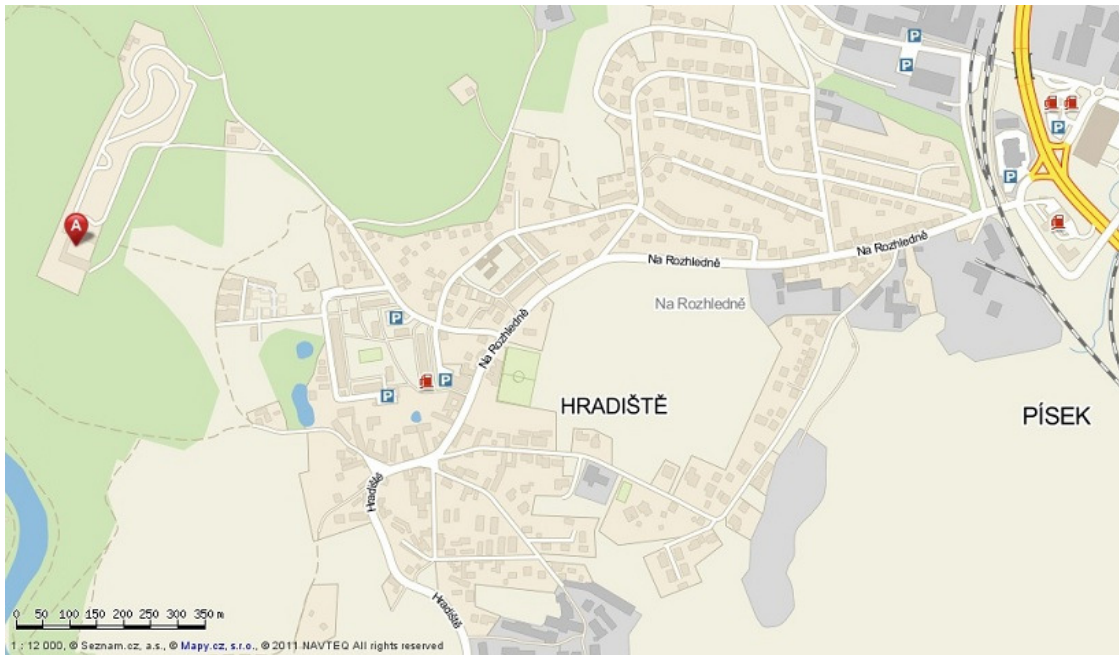 P
P
P
A
P
Na Rozhledně
Na Rozhledně
Na Rozhledně
Na Rozhledně
P
P
P
HRADIŠTĚ
PÍSEK
Hradiště
Hradiště
0 50 100 150 200 250 300 350 m
1 : 12 000, © Seznam.cz, a.s., © Mapy.cz, s.r.o., © 2011 NAVTEQ All rights reserved